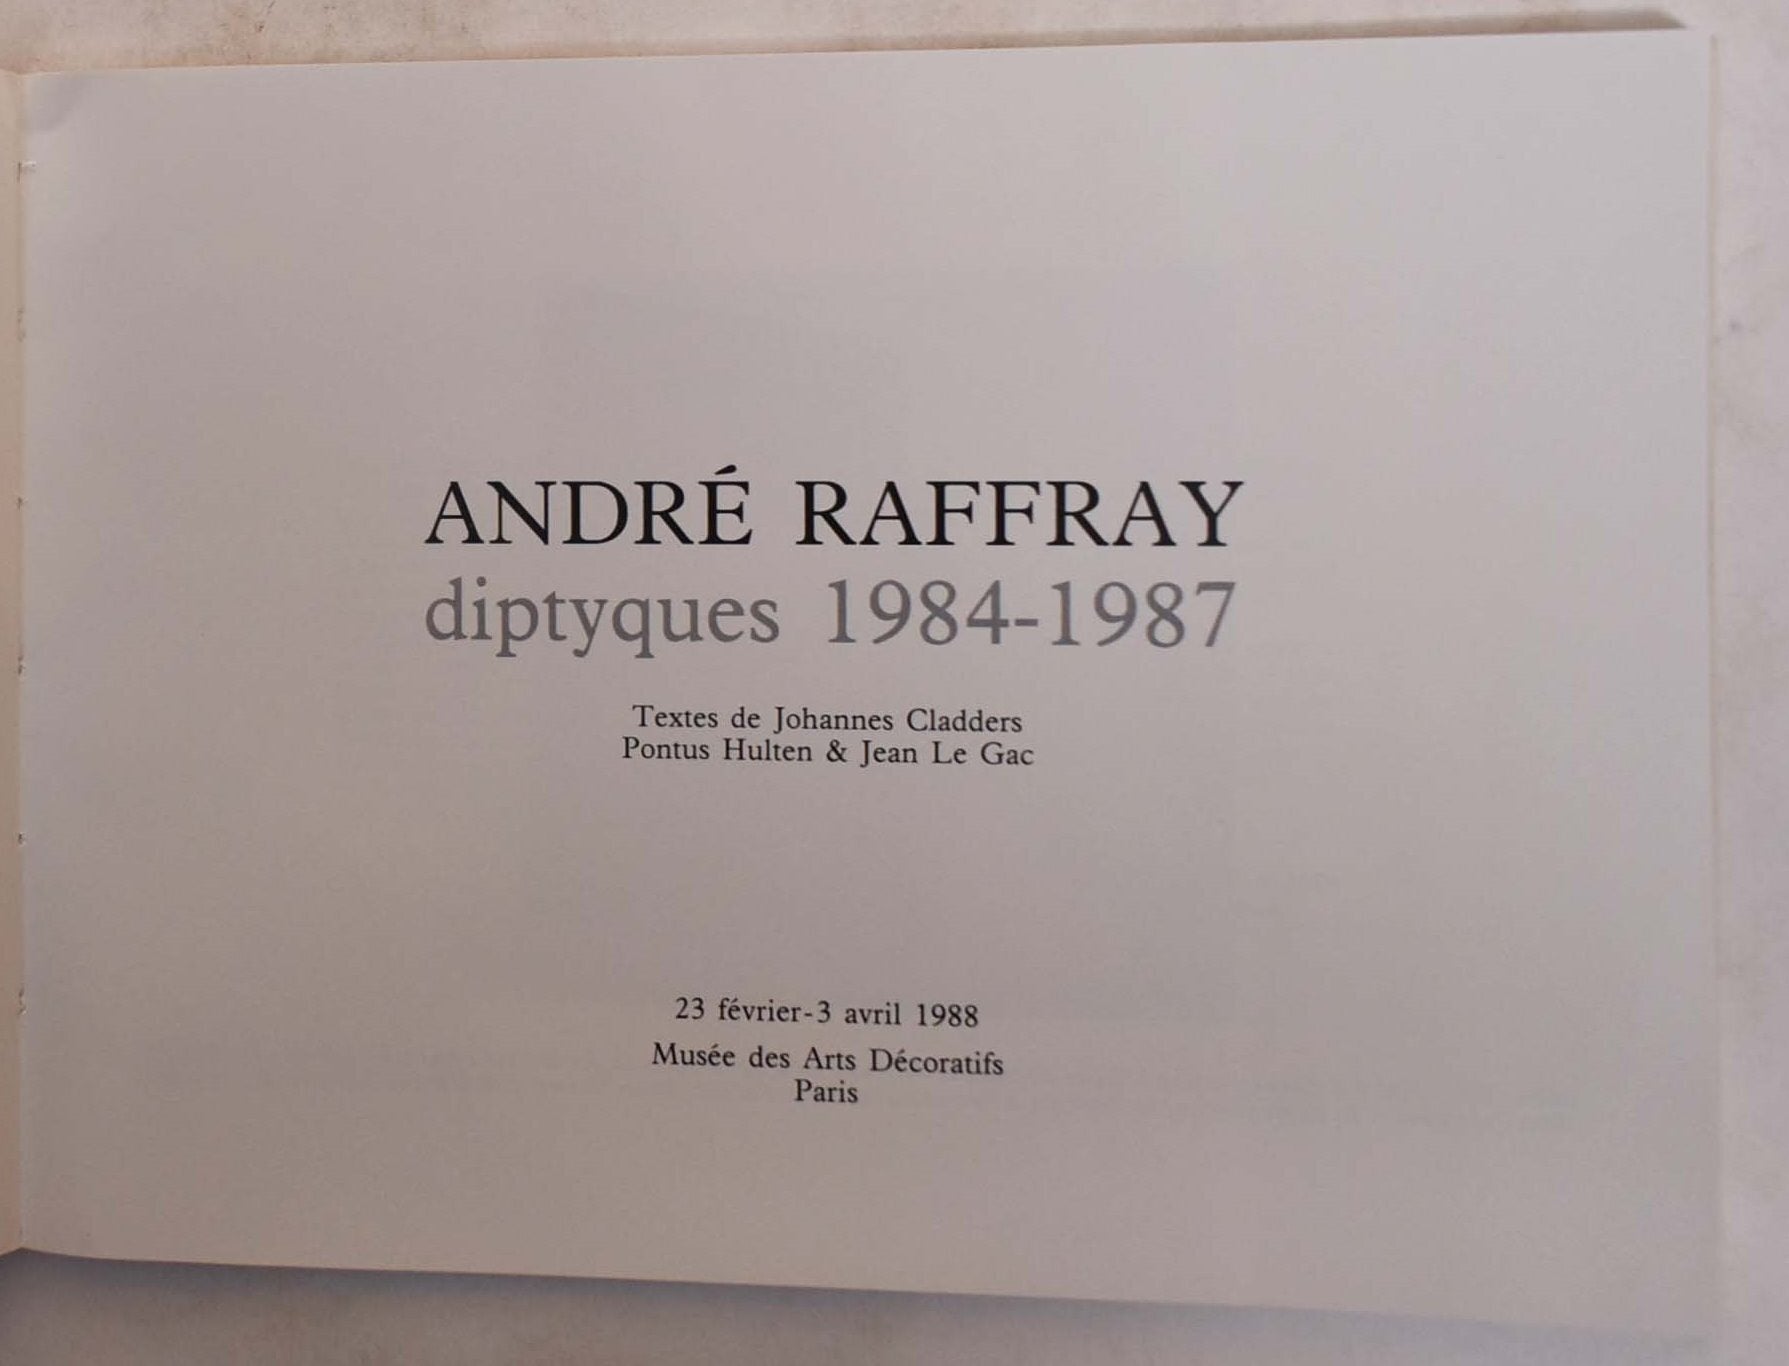 ANDRÉ RAFFRAY
diptyques 1984-1987
Textes de Johannes Cladders
Pontus Hulten & Jean Le Gac
23 février-3 avril 1988
Musée des Arts Décoratifs
Paris